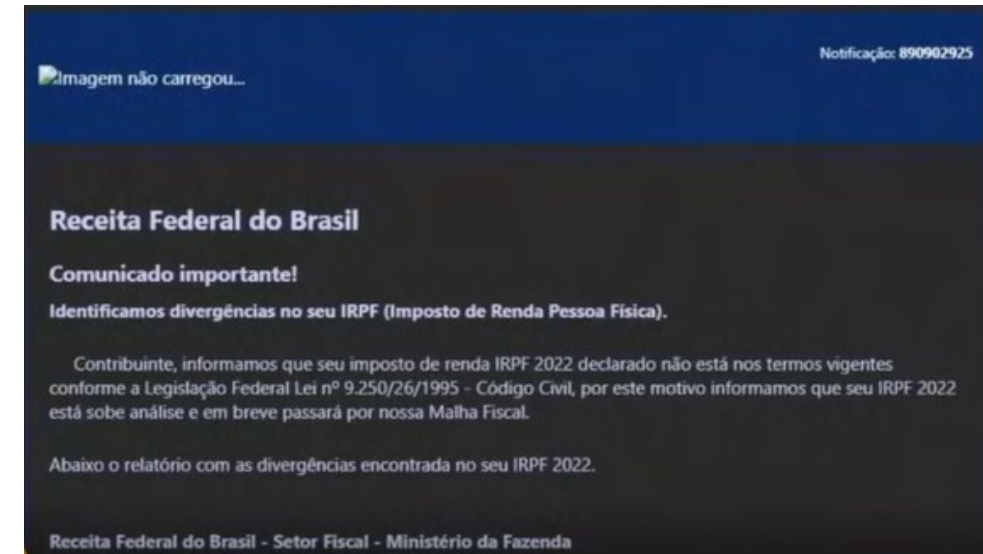 Notificação: 890902925
Imagem não carregou...
Receita Federal do Brasil
Comunicado importante!
Identificamos divergências no seu IRPF (Imposto de Renda Pessoa Física).
Contribuinte, informamos que seu imposto de renda IRPF 2022 declarado não está nos termos vigentes
conforme a Legislação Federal Lei nº 9.250/26/1995 - Código Civil, por este motivo informamos que seu IRPF 2022
está sobe análise e em breve passará por nossa Malha Fiscal.
Abaixo o relatório com as divergências encontrada no seu IRPF 2022.
Receita Federal do Brasil - Setor Fiscal - Ministério da Fazenda